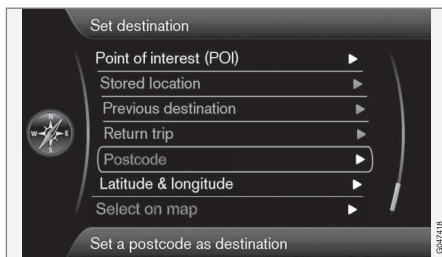 Set destination
Point of interest (POI)
Stored location
Previous destination
Return trip
Postcode
Latitude & longitude
Select on map
Set a postcode as destination
N
W
E
S
G047418